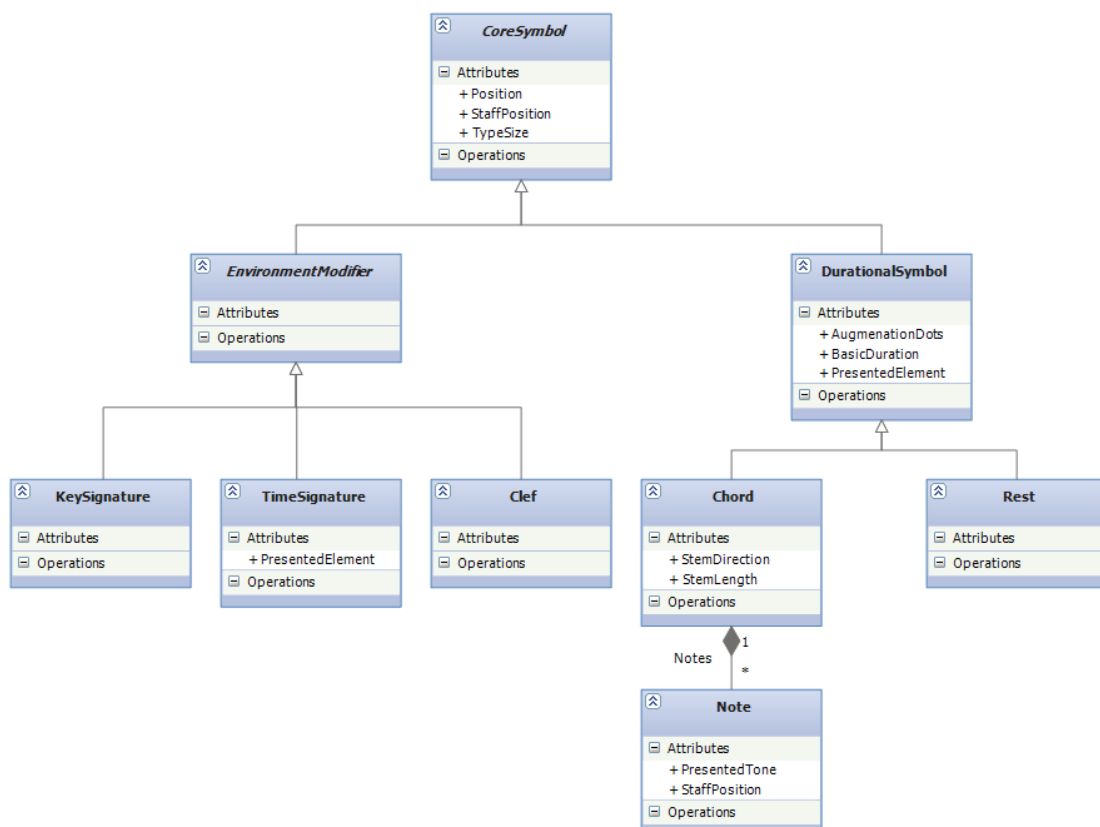 CoreSymbol
Attributes
+ Position
+ StaffPosition
+ TypeSize
Operations
EnvironmentModifier
Attributes
Operations
DurationalSymbol
Attributes
+ AugmenationDots
+ BasicDuration
+ PresentedElement
Operations
KeySignature
Attributes
Operations
TimeSignature
Attributes
+ PresentedElement
Operations
Clef
Attributes
Operations
Chord
Attributes
+ StemDirection
+ StemLength
Operations
Rest
Attributes
Operations
1
Notes
*
Note
Attributes
+ PresentedTone
+ StaffPosition
Operations